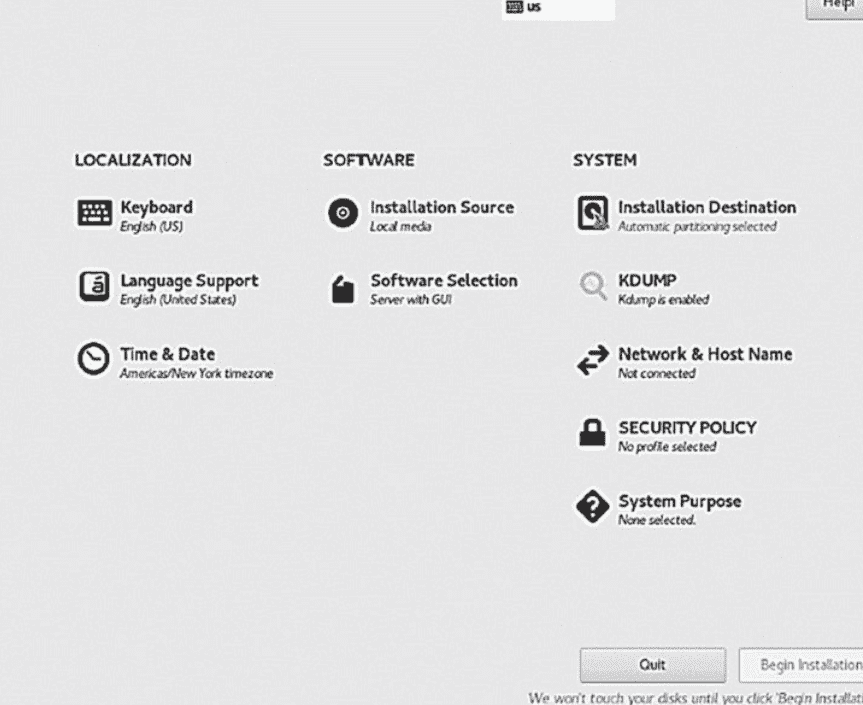 us
Help!
LOCALIZATION
SOFTWARE
SYSTEM
Keyboard
English (US)
Language Support
English (United States)
Time & Date
Americas/New York timezone
Installation Source
Local media
Software Selection
Server with GUI
Installation Destination
Automatic partitioning selected
KDUMP
Kdump is enabled
Network & Host Name
Not connected
SECURITY POLICY
No profile selected
System Purpose
None selected.
Quit
Begin Installation
We won't touch your disks until you click 'Begin Installati